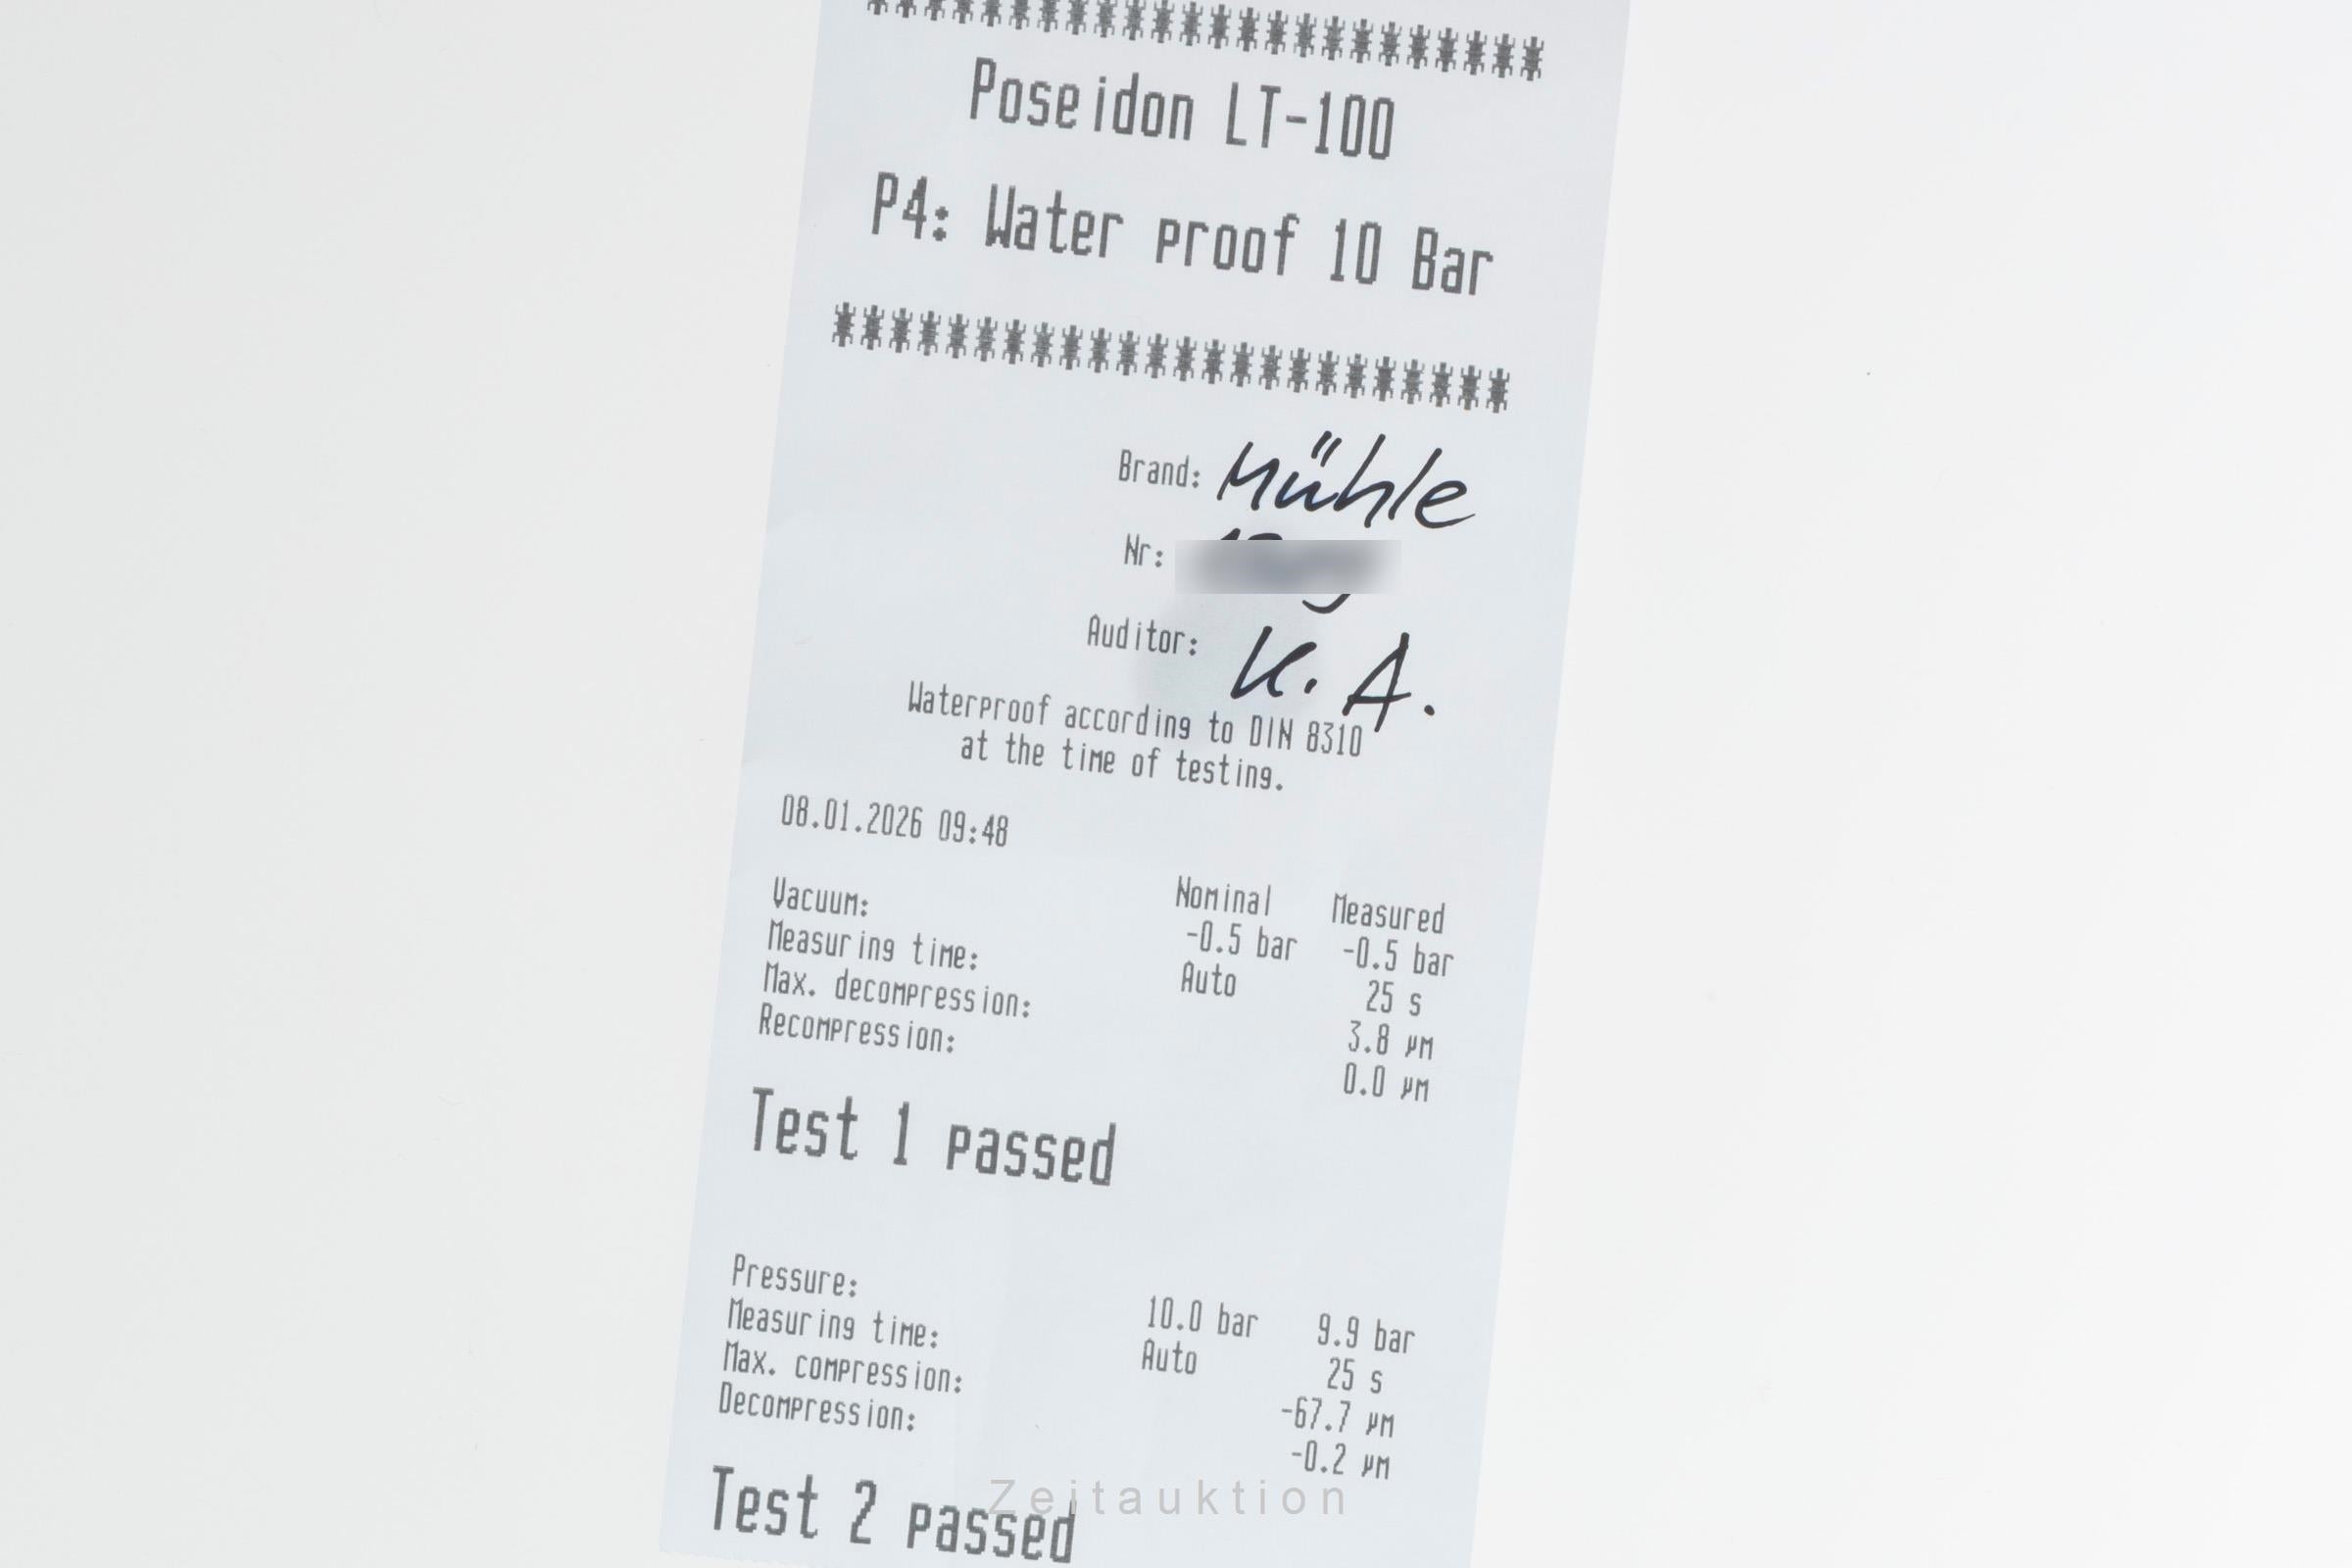 Poseidon LT-100
P4: Water proof 10 Bar
Brand: Mühle
Nr:
Auditor: K. A.
Waterproof according to DIN 8310
at the time of testing.
08.01.2026 09:48
Nominal Measured
Vacuum: -0.5 bar -0.5 bar
Measuring time: Auto 25 s
Max. decompression: 3.8 µm
Recompression: 0.0 µm
Test 1 passed
Pressure: 10.0 bar 9.9 bar
Measuring time: Auto 25 s
Max. compression: -67.7 µm
Decompression: -0.2 µm
Test 2 passed
Zeitauktion